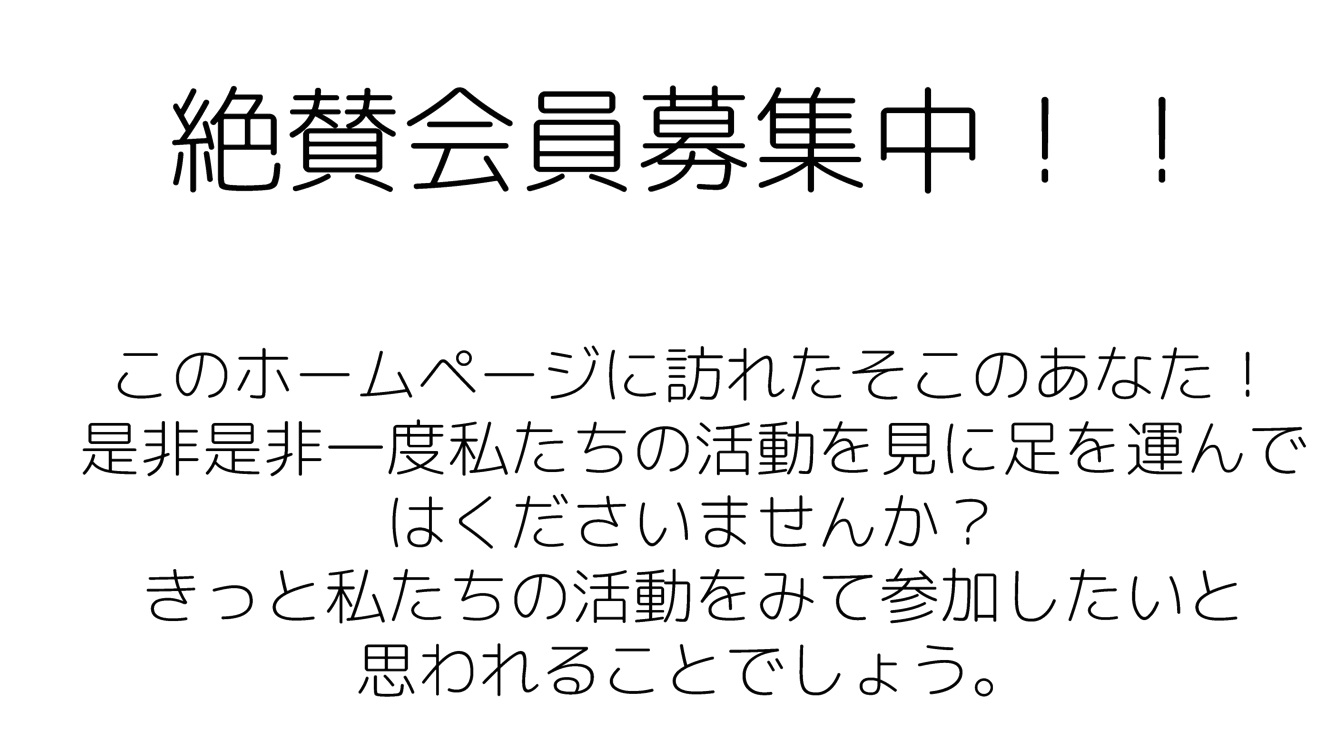 絶賛会員募集中！！
このホームページに訪れたそこのあなた！
是非是非一度私たちの活動を見に足を運んで
はくださいませんか？
きっと私たちの活動をみて参加したいと
思われることでしょう。